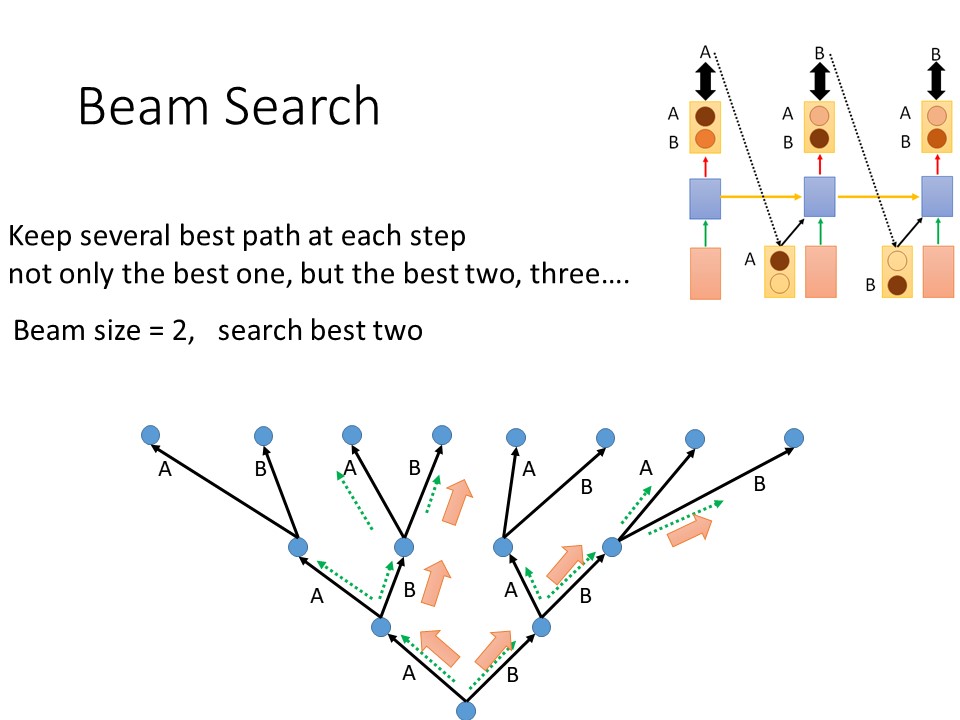 Beam Search
Keep several best path at each step
not only the best one, but the best two, three….
Beam size = 2, search best two
A B B
A A A
B B B
A
B
A B A B A B A B
A B A B
A B